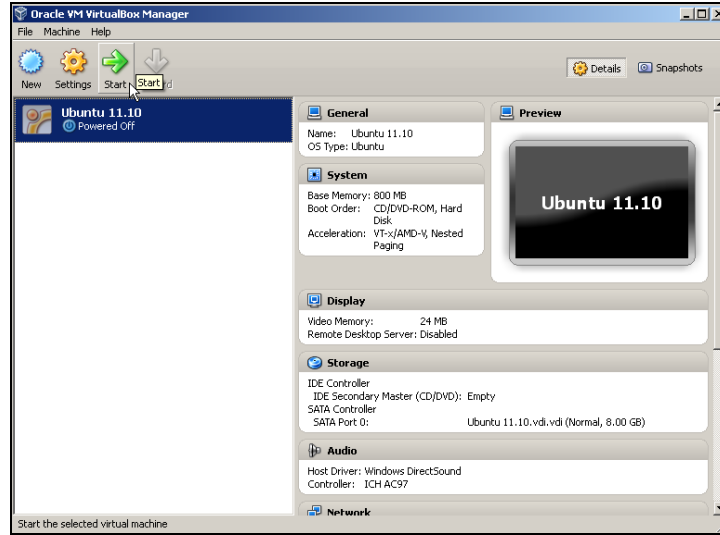 Oracle VM VirtualBox Manager
File Machine Help
New Settings Start Start Details Snapshots
Ubuntu 11.10
Powered Off
General
Name: Ubuntu 11.10
OS Type: Ubuntu
System
Base Memory: 800 MB
Boot Order: CD/DVD-ROM, Hard
Disk
Acceleration: VT-x/AMD-V, Nested
Paging
Preview
Ubuntu 11.10
Display
Video Memory: 24 MB
Remote Desktop Server: Disabled
Storage
IDE Controller
IDE Secondary Master (CD/DVD): Empty
SATA Controller
SATA Port 0: Ubuntu 11.10.vdi.vdi (Normal, 8.00 GB)
Audio
Host Driver: Windows DirectSound
Controller: ICH AC97
Network
Start the selected virtual machine